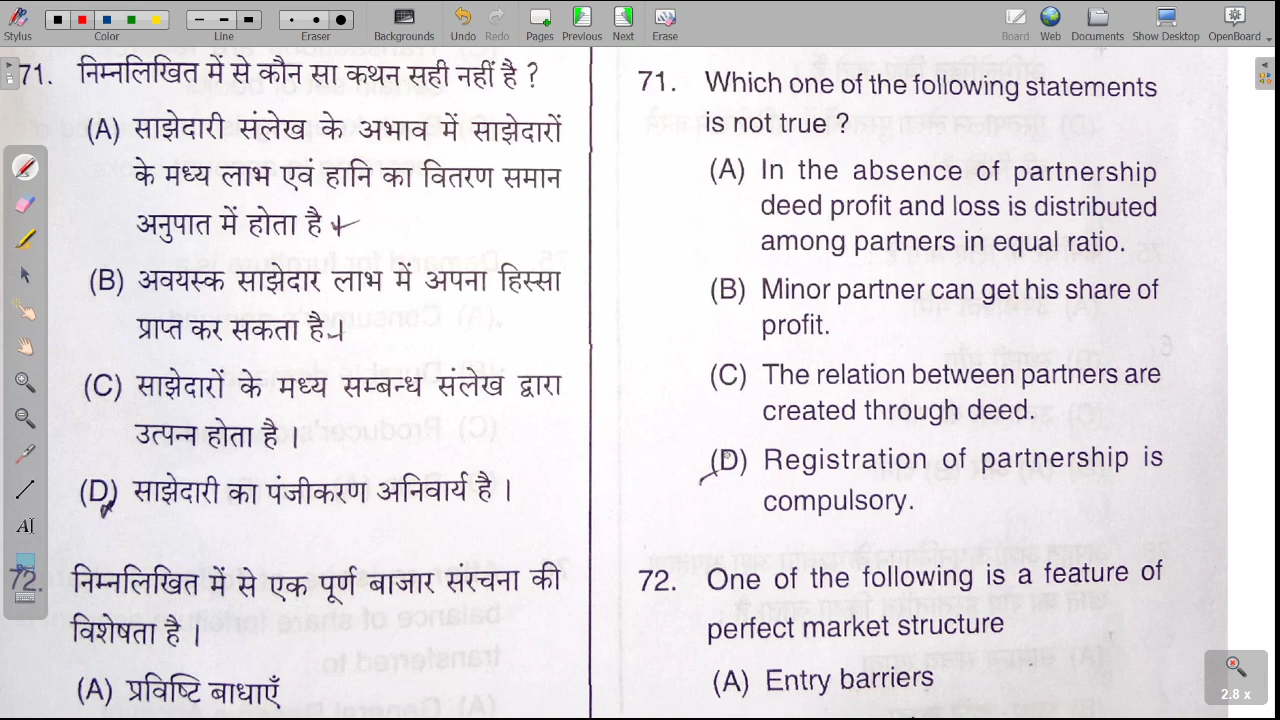 Stylus
Color
Line
Eraser
Backgrounds
Undo
Redo
Pages
Previous
Next
Erase
Board
Web
Documents
Show Desktop
OpenBoard
71. निम्नलिखित में से कौन सा कथन सही नहीं है ?
(A) साझेदारी संलेख के अभाव में साझेदारों
के मध्य लाभ एवं हानि का वितरण समान
अनुपात में होता है
(B) अवयस्क साझेदार लाभ में अपना हिस्सा
प्राप्त कर सकता है
(C) साझेदारों के मध्य सम्बन्ध संलेख द्वारा
उत्पन्न होता है ।
(D) साझेदारी का पंजीकरण अनिवार्य है ।
72. निम्नलिखित में से एक पूर्ण बाजार संरचना की
विशेषता है ।
(A) प्रविष्टि बाधाएँ
71. Which one of the following statements
is not true ?
(A) In the absence of partnership
deed profit and loss is distributed
among partners in equal ratio.
(B) Minor partner can get his share of
profit.
(C) The relation between partners are
created through deed.
(D) Registration of partnership is
compulsory.
72. One of the following is a feature of
perfect market structure
(A) Entry barriers
2.8 x